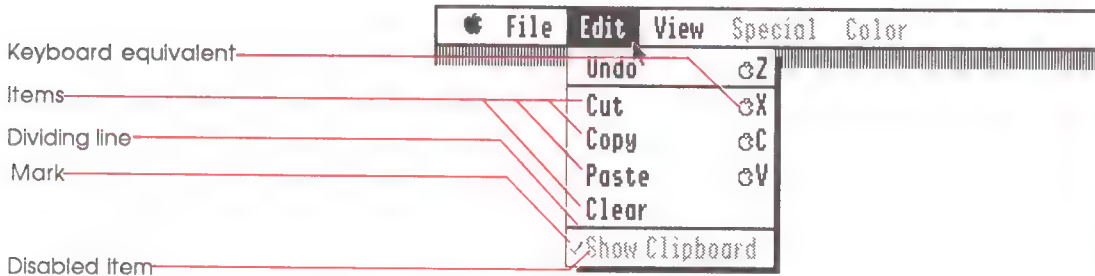 File Edit View Special Color
Keyboard equivalent
Undo Z
Items
Cut X
Dividing line
Copy C
Mark
Paste V
Clear
Disabled item
✓Show Clipboard